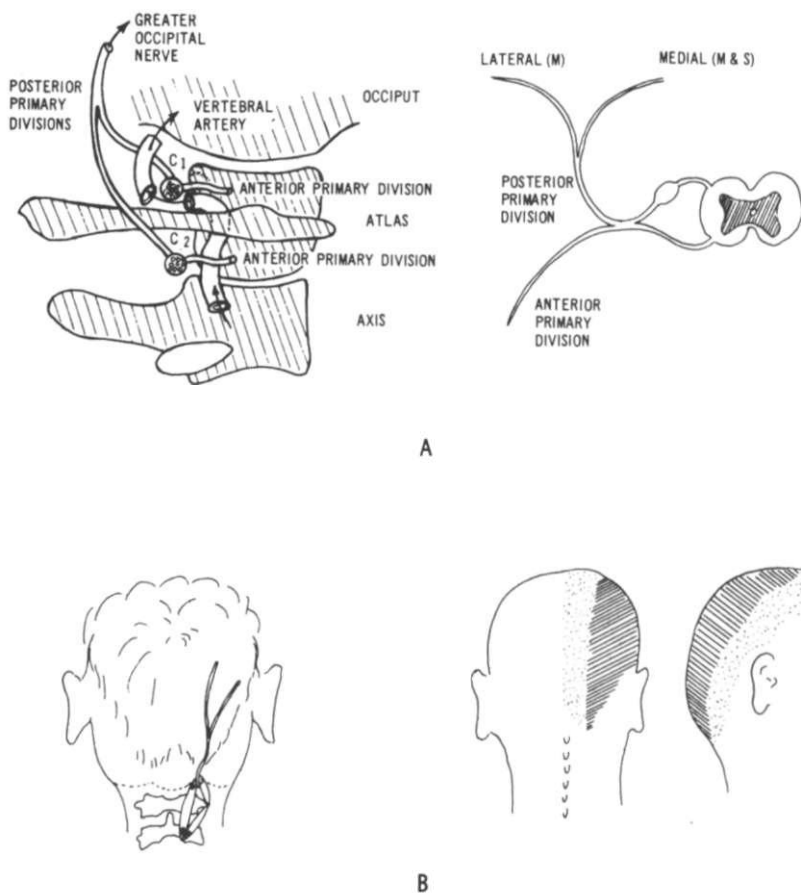 GREATER
OCCIPITAL
NERVE
POSTERIOR
PRIMARY
DIVISIONS
VERTEBRAL
ARTERY
OCCIPUT
C1
ANTERIOR PRIMARY DIVISION
ATLAS
C2
ANTERIOR PRIMARY DIVISION
AXIS
LATERAL (M)
MEDIAL (M & S)
POSTERIOR
PRIMARY
DIVISION
ANTERIOR
PRIMARY
DIVISION
A
B